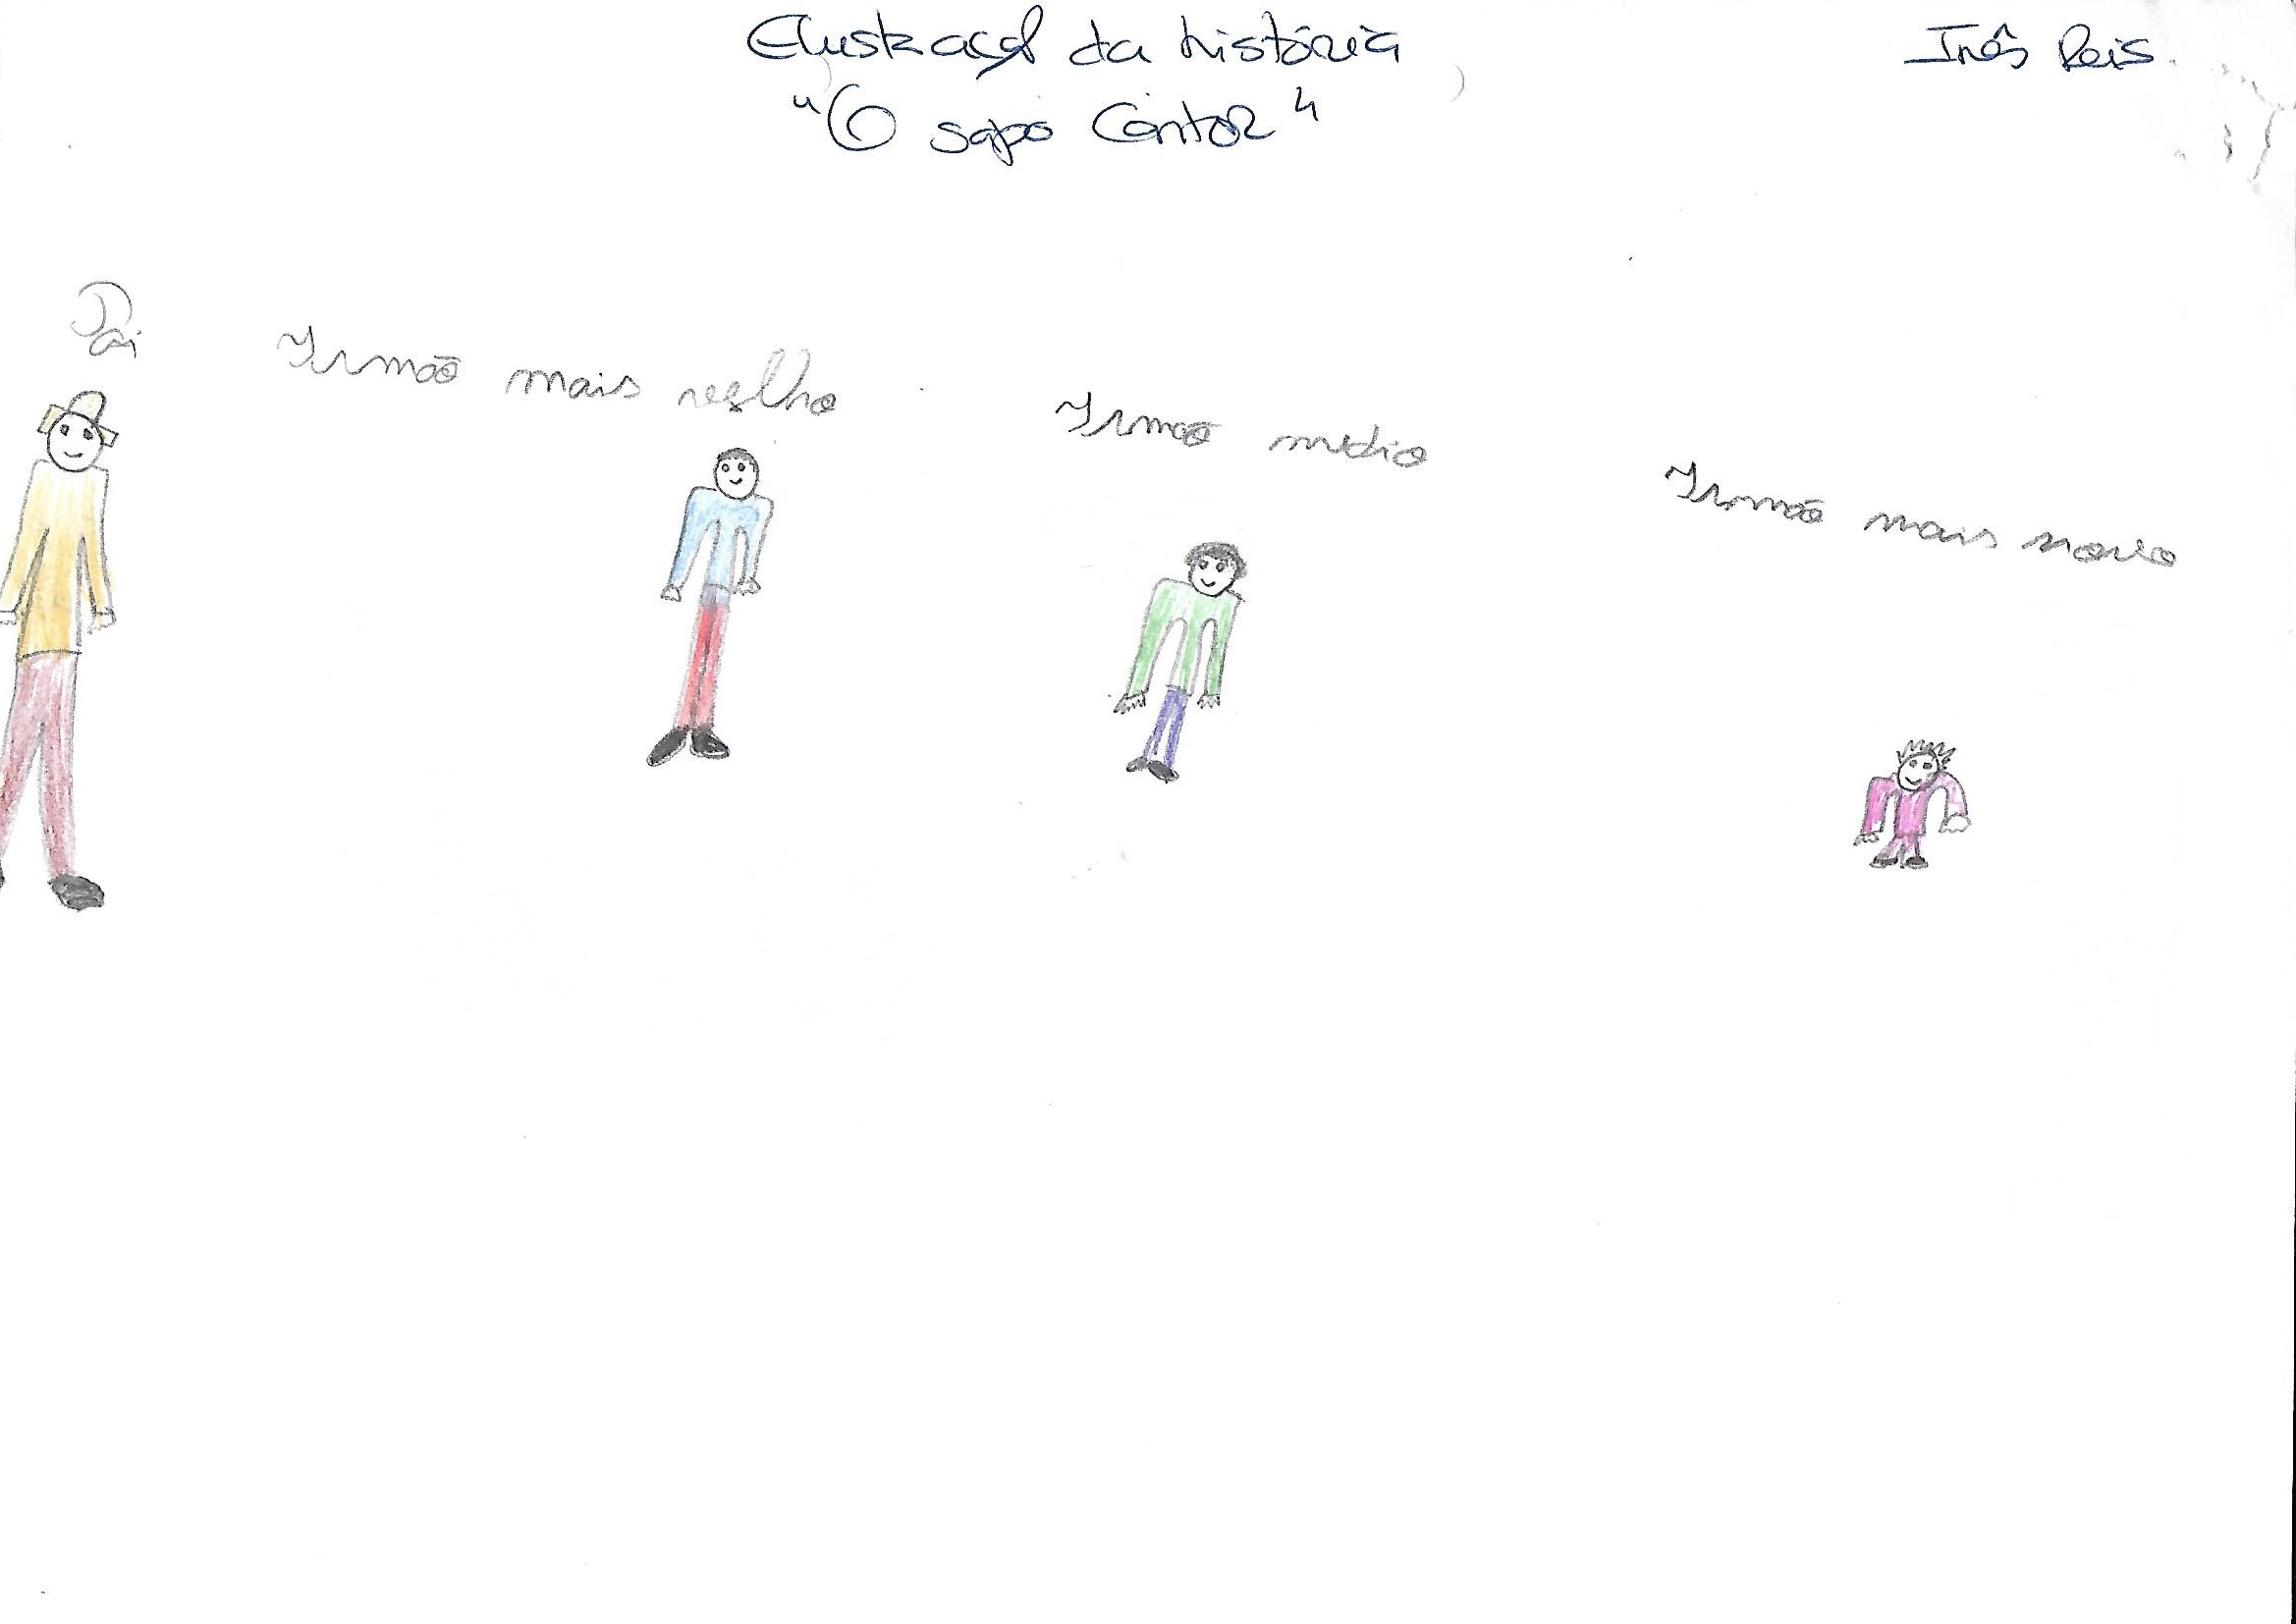 Ilustração da história
Inês Reis.
"O sapo Cantor"
Pai
Irmão mais velho
Irmão médio
Irmão mais novo